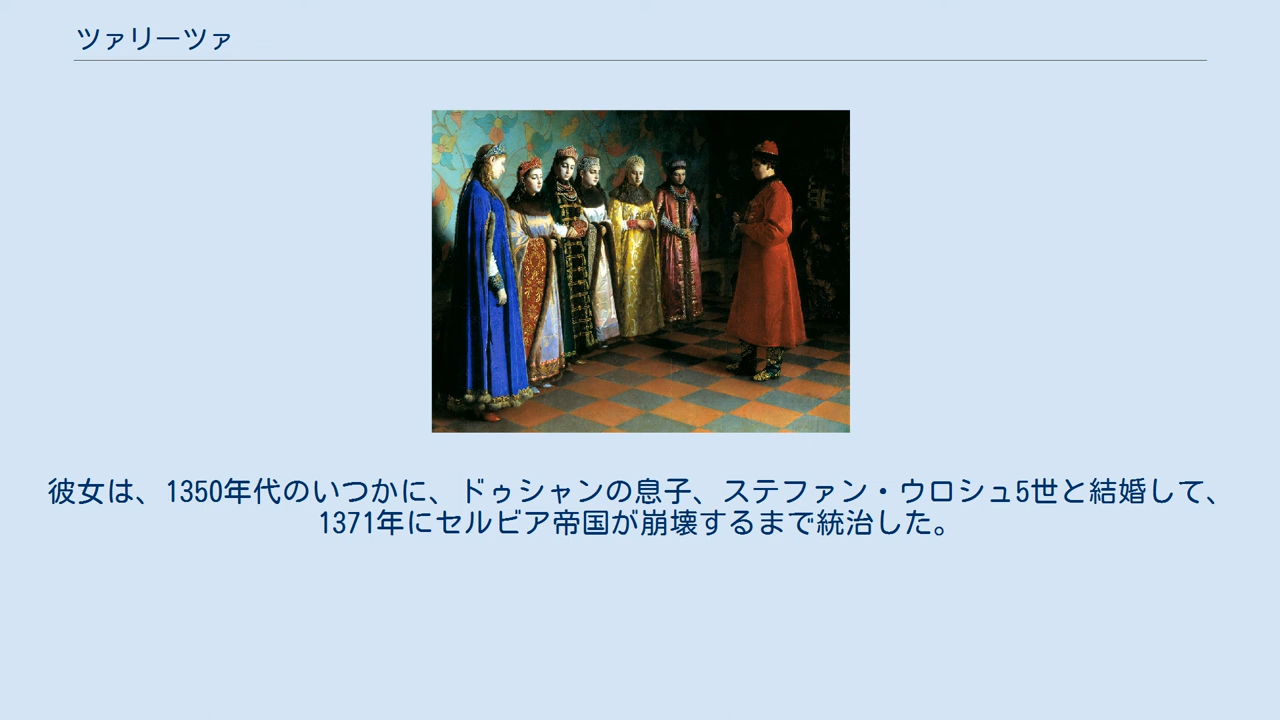 ツァリーツァ
彼女は、1350年代のいつかに、ドゥシャンの息子、ステファン・ウロシュ5世と結婚して、
1371年にセルビア帝国が崩壊するまで統治した。